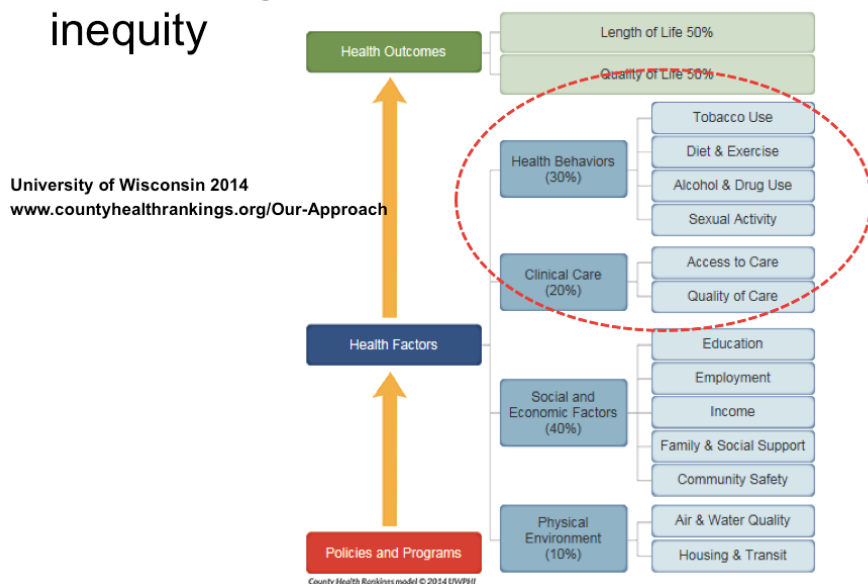 inequity
Health Outcomes
Length of Life 50%
Quality of Life 50%
University of Wisconsin 2014
www.countyhealthrankings.org/Our-Approach
Health Factors
Health Behaviors
(30%)
Tobacco Use
Diet & Exercise
Alcohol & Drug Use
Sexual Activity
Clinical Care
(20%)
Access to Care
Quality of Care
Social and
Economic Factors
(40%)
Education
Employment
Income
Family & Social Support
Community Safety
Physical
Environment
(10%)
Air & Water Quality
Housing & Transit
Policies and Programs
County Health Rankings model © 2014 UWPHI